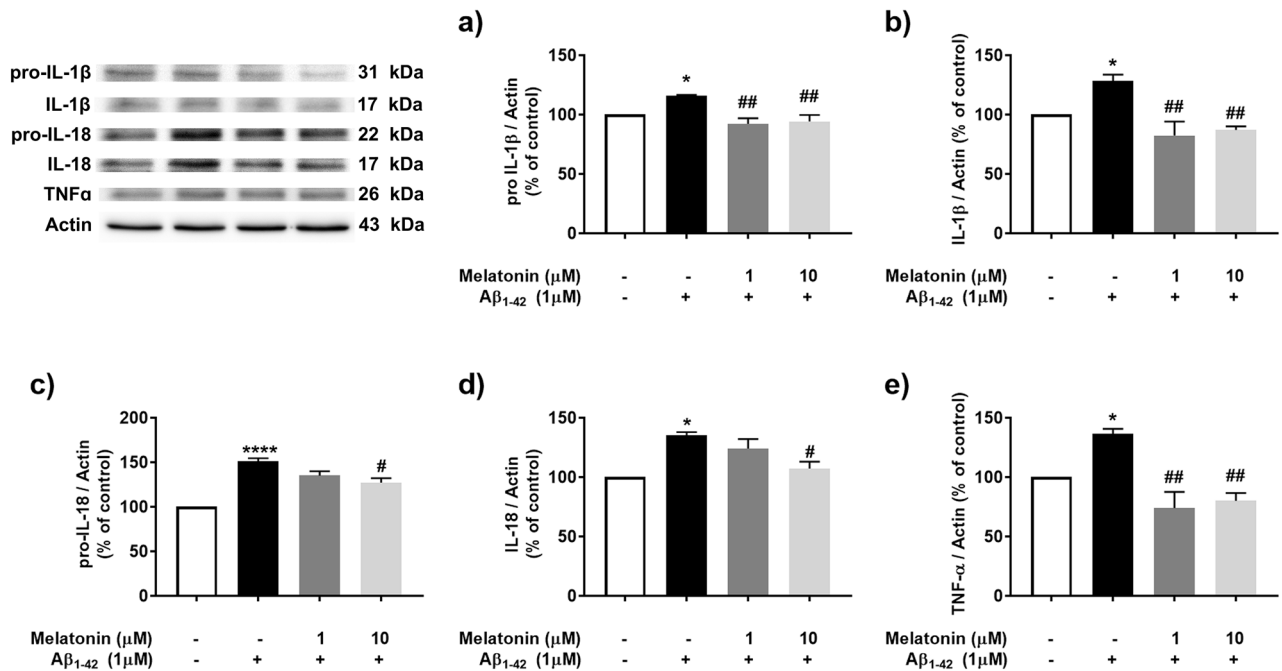 pro-IL-1β 31 kDa
IL-1β 17 kDa
pro-IL-18 22 kDa
IL-18 17 kDa
TNFα 26 kDa
Actin 43 kDa
a)
pro IL-1β / Actin
(% of control)
150
100
50
0
*
##
##
Melatonin (μM) - - 1 10
Aβ1-42 (1μM) - + + +
b)
IL-1β / Actin (% of control)
150
100
50
0
*
##
##
Melatonin (μM) - - 1 10
Aβ1-42 (1μM) - + + +
c)
pro-IL-18 / Actin
(% of control)
200
150
100
50
0
****
#
Melatonin (μM) - - 1 10
Aβ1-42 (1μM) - + + +
d)
IL-18 / Actin
(% of control)
150
100
50
0
*
#
Melatonin (μM) - - 1 10
Aβ1-42 (1μM) - + + +
e)
TNF-α / Actin (% of control)
150
100
50
0
*
##
##
Melatonin (μM) - - 1 10
Aβ1-42 (1μM) - + + +